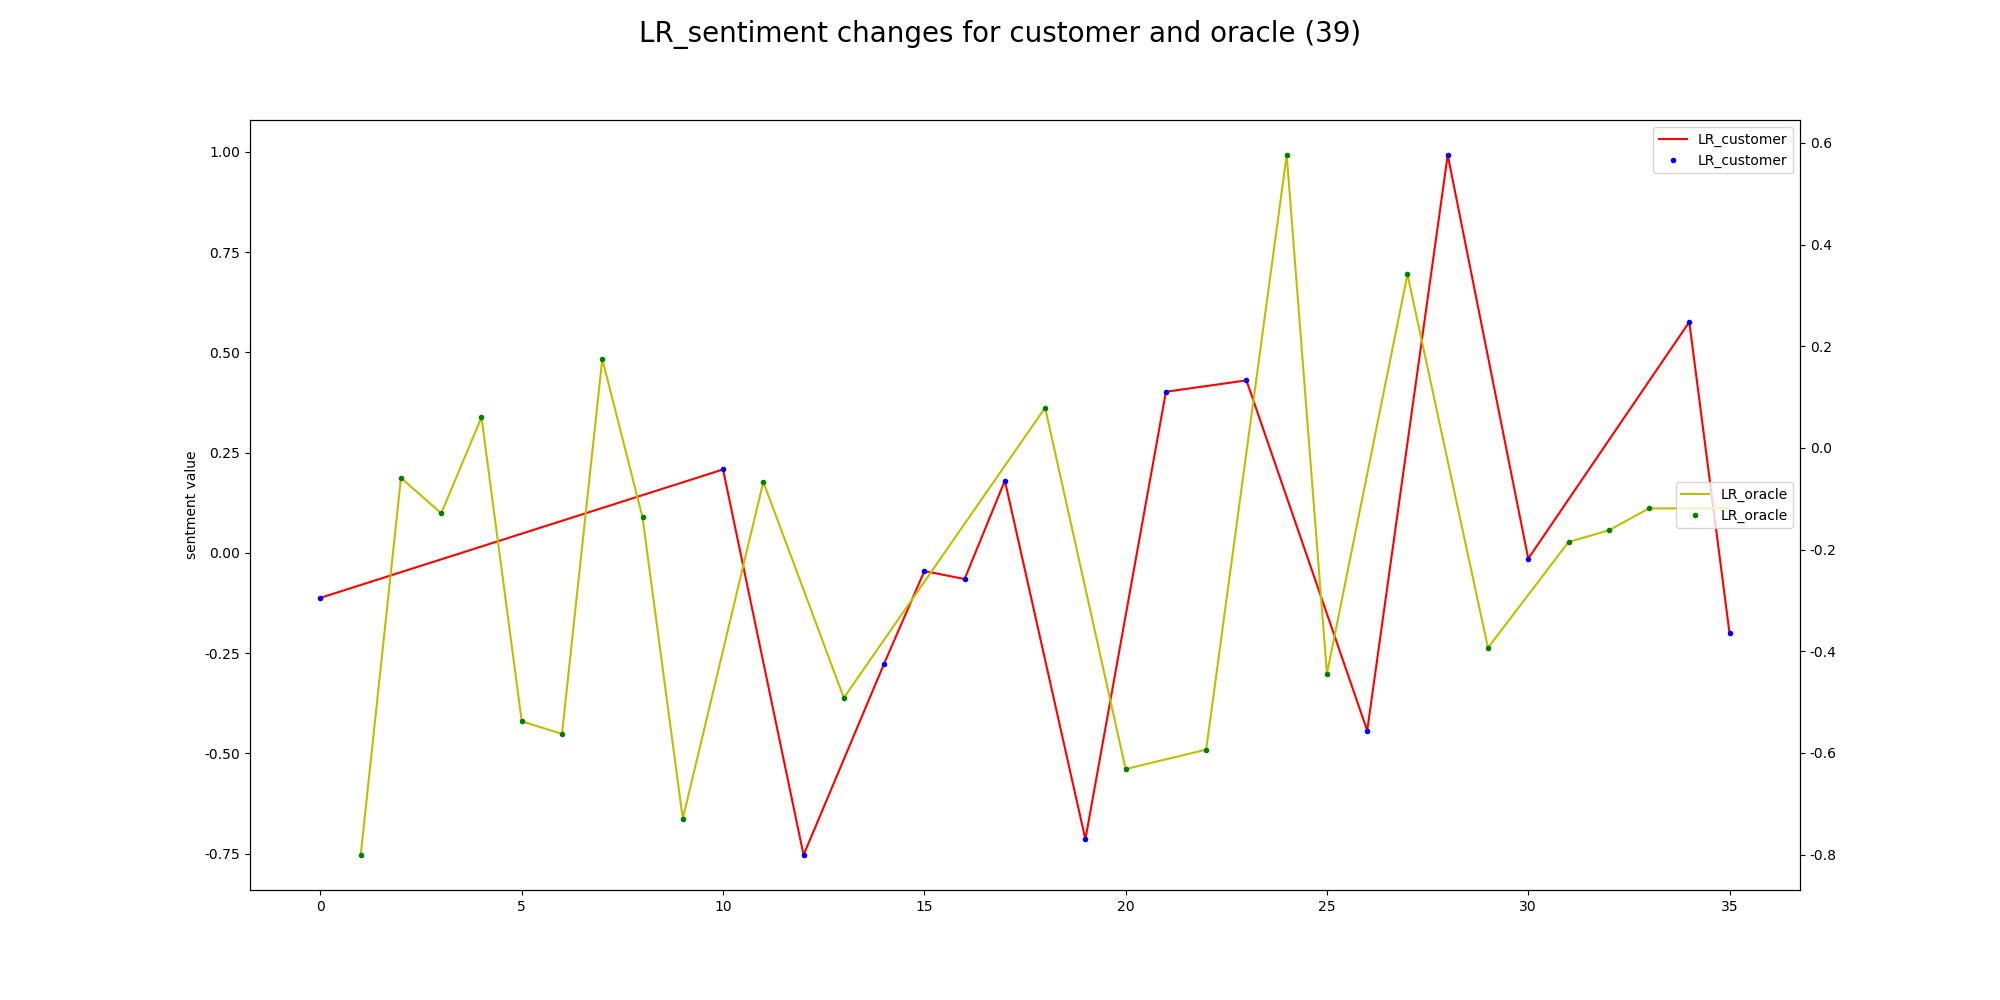 LR_sentiment changes for customer and oracle (39)
LR_customer
LR_customer
LR_oracle
LR_oracle
sentment value
1.00
0.75
0.50
0.25
0.00
-0.25
-0.50
-0.75
0.6
0.4
0.2
0.0
-0.2
-0.4
-0.6
-0.8
0 5 10 15 20 25 30 35